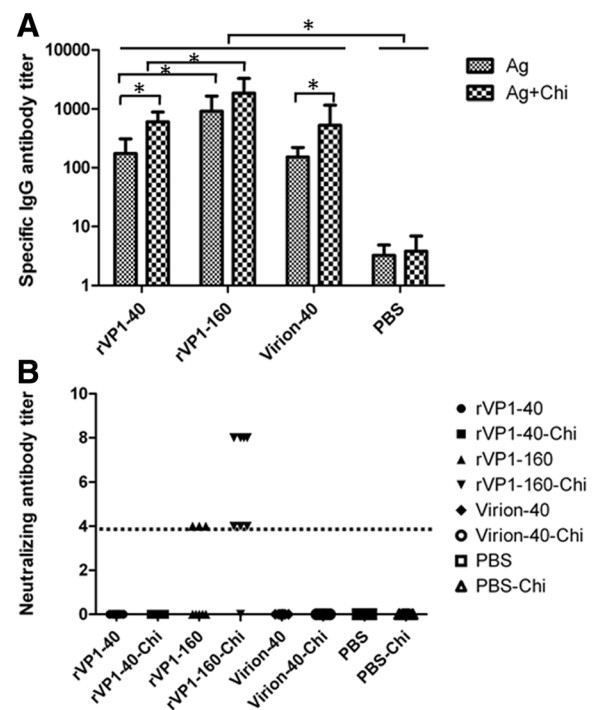 A
*
*
*
*
*
Specific IgG antibody titer
10000
1000
100
10
1
rVP1-40
rVP1-160
Virion-40
PBS
Ag
Ag+Chi
B
Neutralizing antibody titer
10
8
6
4
2
0
rVP1-40
rVP1-40-Chi
rVP1-160
rVP1-160-Chi
Virion-40
Virion-40-Chi
PBS
PBS-Chi
rVP1-40
rVP1-40-Chi
rVP1-160
rVP1-160-Chi
Virion-40
Virion-40-Chi
PBS
PBS-Chi